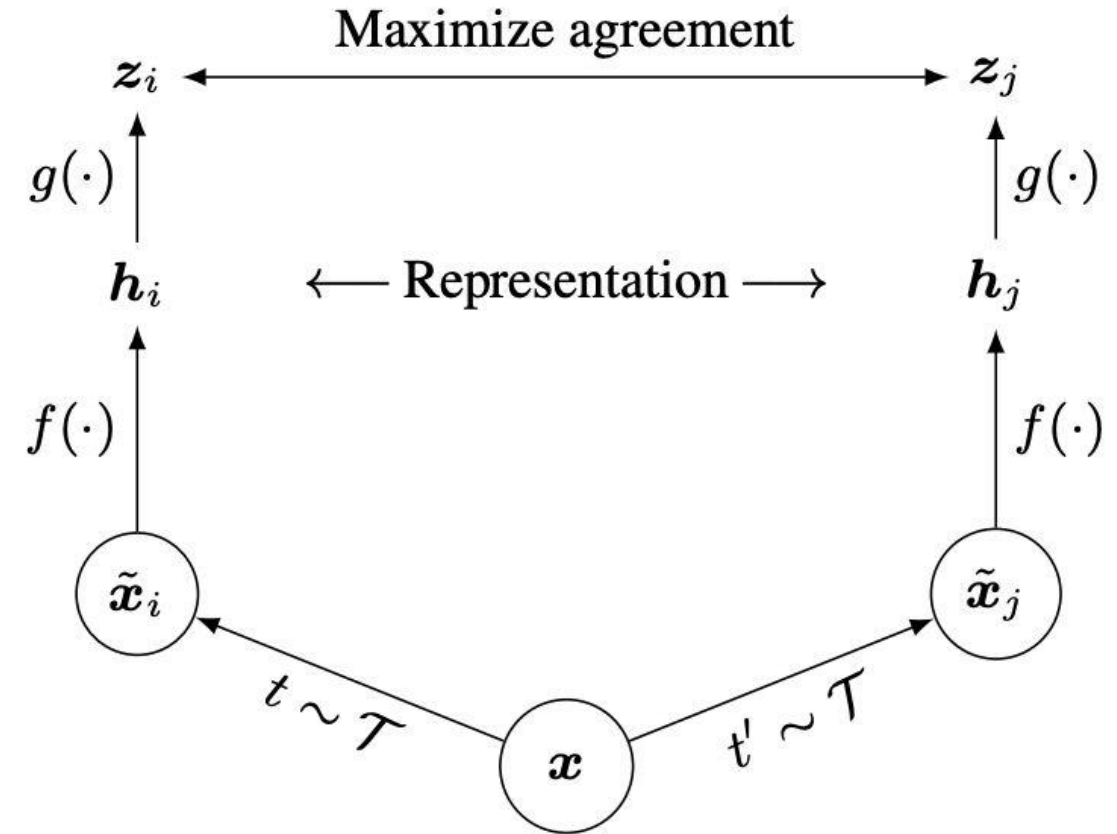 Maximize agreement
z_i ⟷ z_j
g(·) g(·)
h_i ⟵ Representation ⟶ h_j
f(·) f(·)
x̃_i x̃_j
t ∼ 𝒯 t′ ∼ 𝒯
x